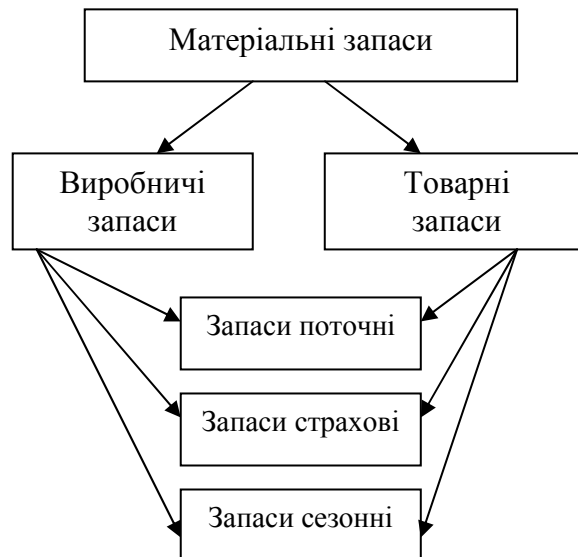 Матеріальні запаси
Виробничі
запаси
Товарні
запаси
Запаси поточні
Запаси страхові
Запаси сезонні